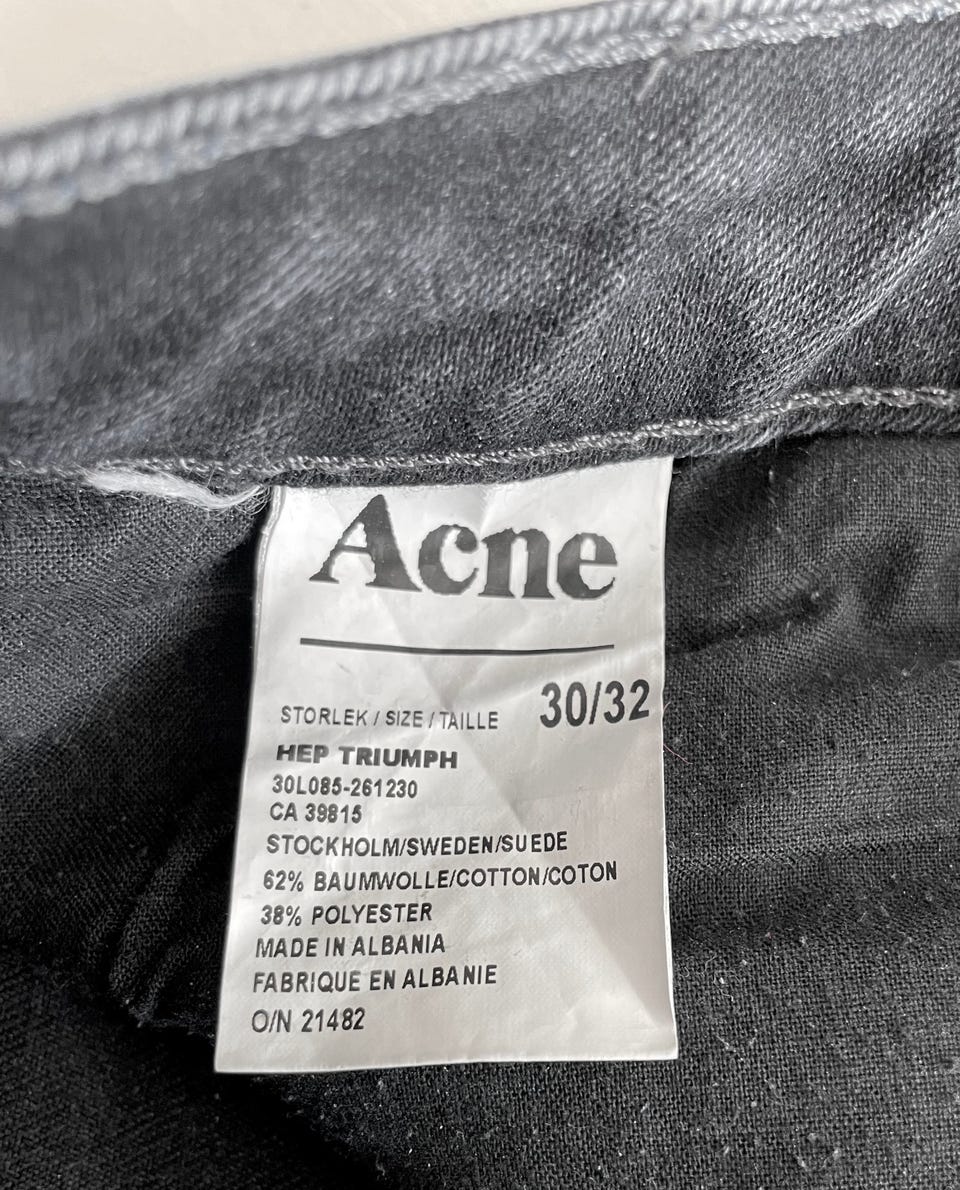 Acne
STORLEK / SIZE / TAILLE 30/32
HEP TRIUMPH
30L085-261230
CA 39815
STOCKHOLM/SWEDEN/SUEDE
62% BAUMWOLLE/COTTON/COTON
38% POLYESTER
MADE IN ALBANIA
FABRIQUE EN ALBANIE
O/N 21482